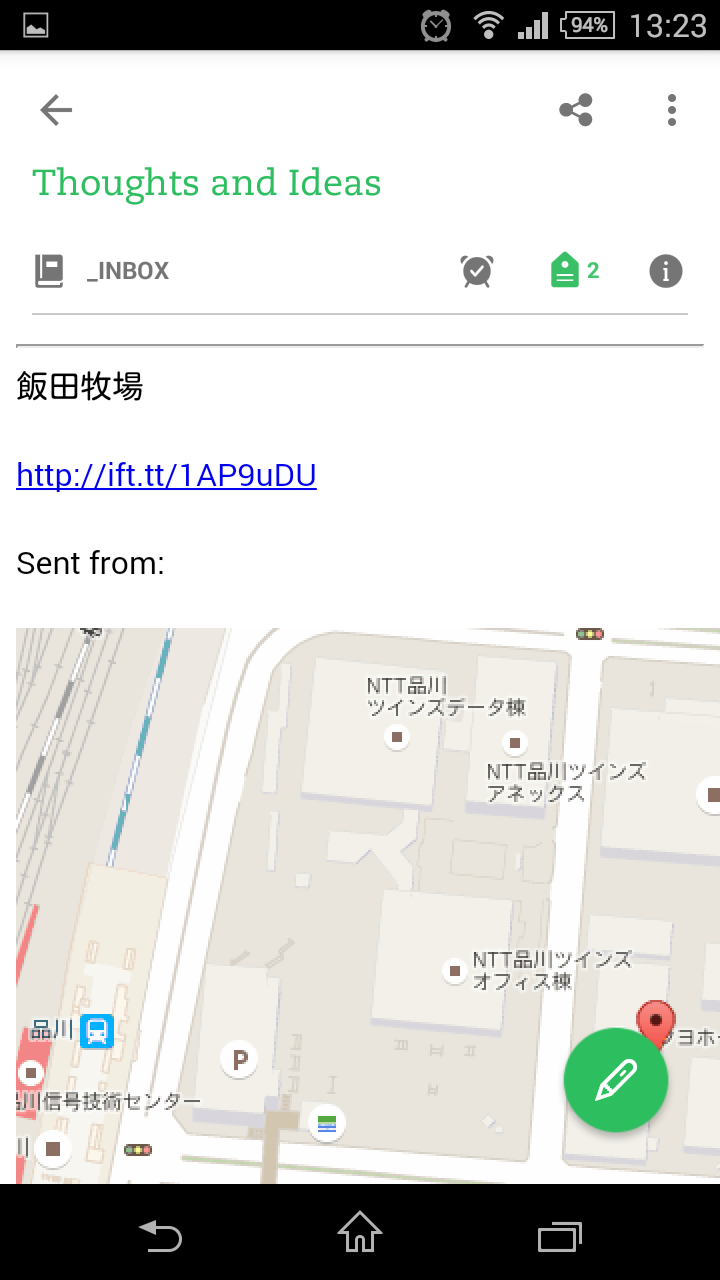 94% 13:23
Thoughts and Ideas
_INBOX 2
飯田牧場
http://ift.tt/1AP9uDU
Sent from:
NTT品川
ツインズデータ棟
NTT品川ツインズ
アネックス
NTT品川ツインズ
オフィス棟
品川
ヨホー
P
川信号技術センター
川